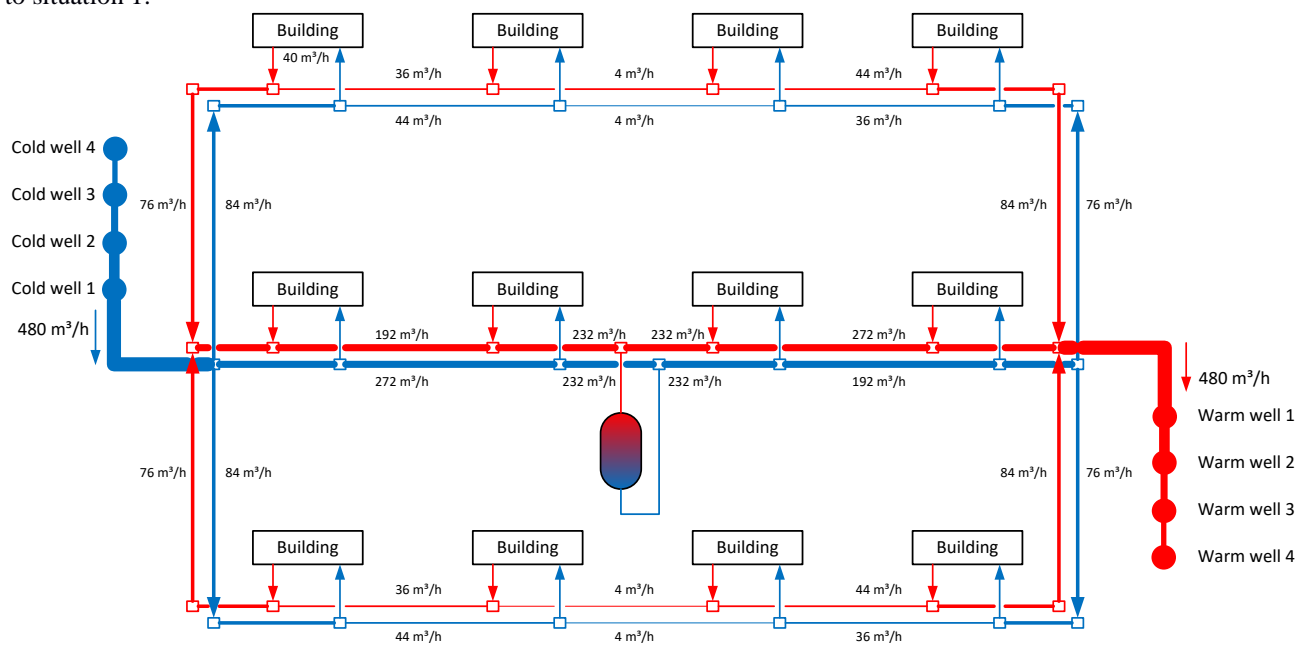 to situation 1.
Building Building Building Building
40 m³/h
36 m³/h 4 m³/h 44 m³/h
44 m³/h 4 m³/h 36 m³/h
Cold well 4
Cold well 3
76 m³/h 84 m³/h 84 m³/h 76 m³/h
Cold well 2
Cold well 1
Building Building Building Building
480 m³/h
192 m³/h 232 m³/h 232 m³/h 272 m³/h
272 m³/h 232 m³/h 232 m³/h 192 m³/h
480 m³/h
Warm well 1
Warm well 2
76 m³/h 84 m³/h 84 m³/h 76 m³/h
Warm well 3
Warm well 4
Building Building Building Building
36 m³/h 4 m³/h 44 m³/h
44 m³/h 4 m³/h 36 m³/h